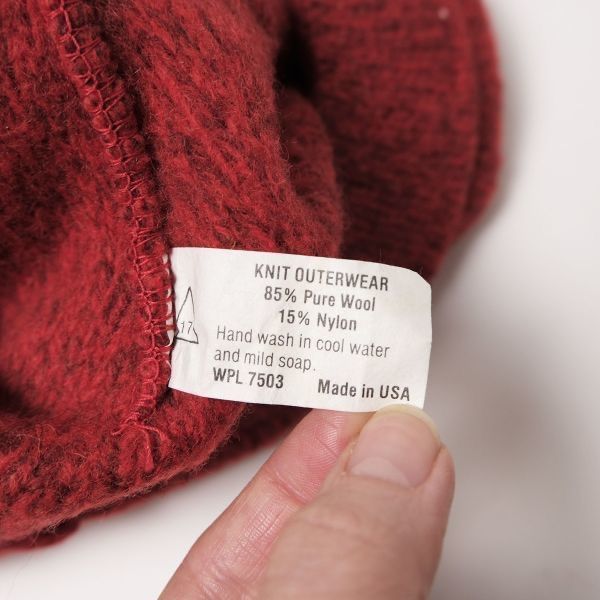 KNIT OUTERWEAR
85% Pure Wool
15% Nylon
17
Hand wash in cool water
and mild soap.
WPL 7503 Made in USA